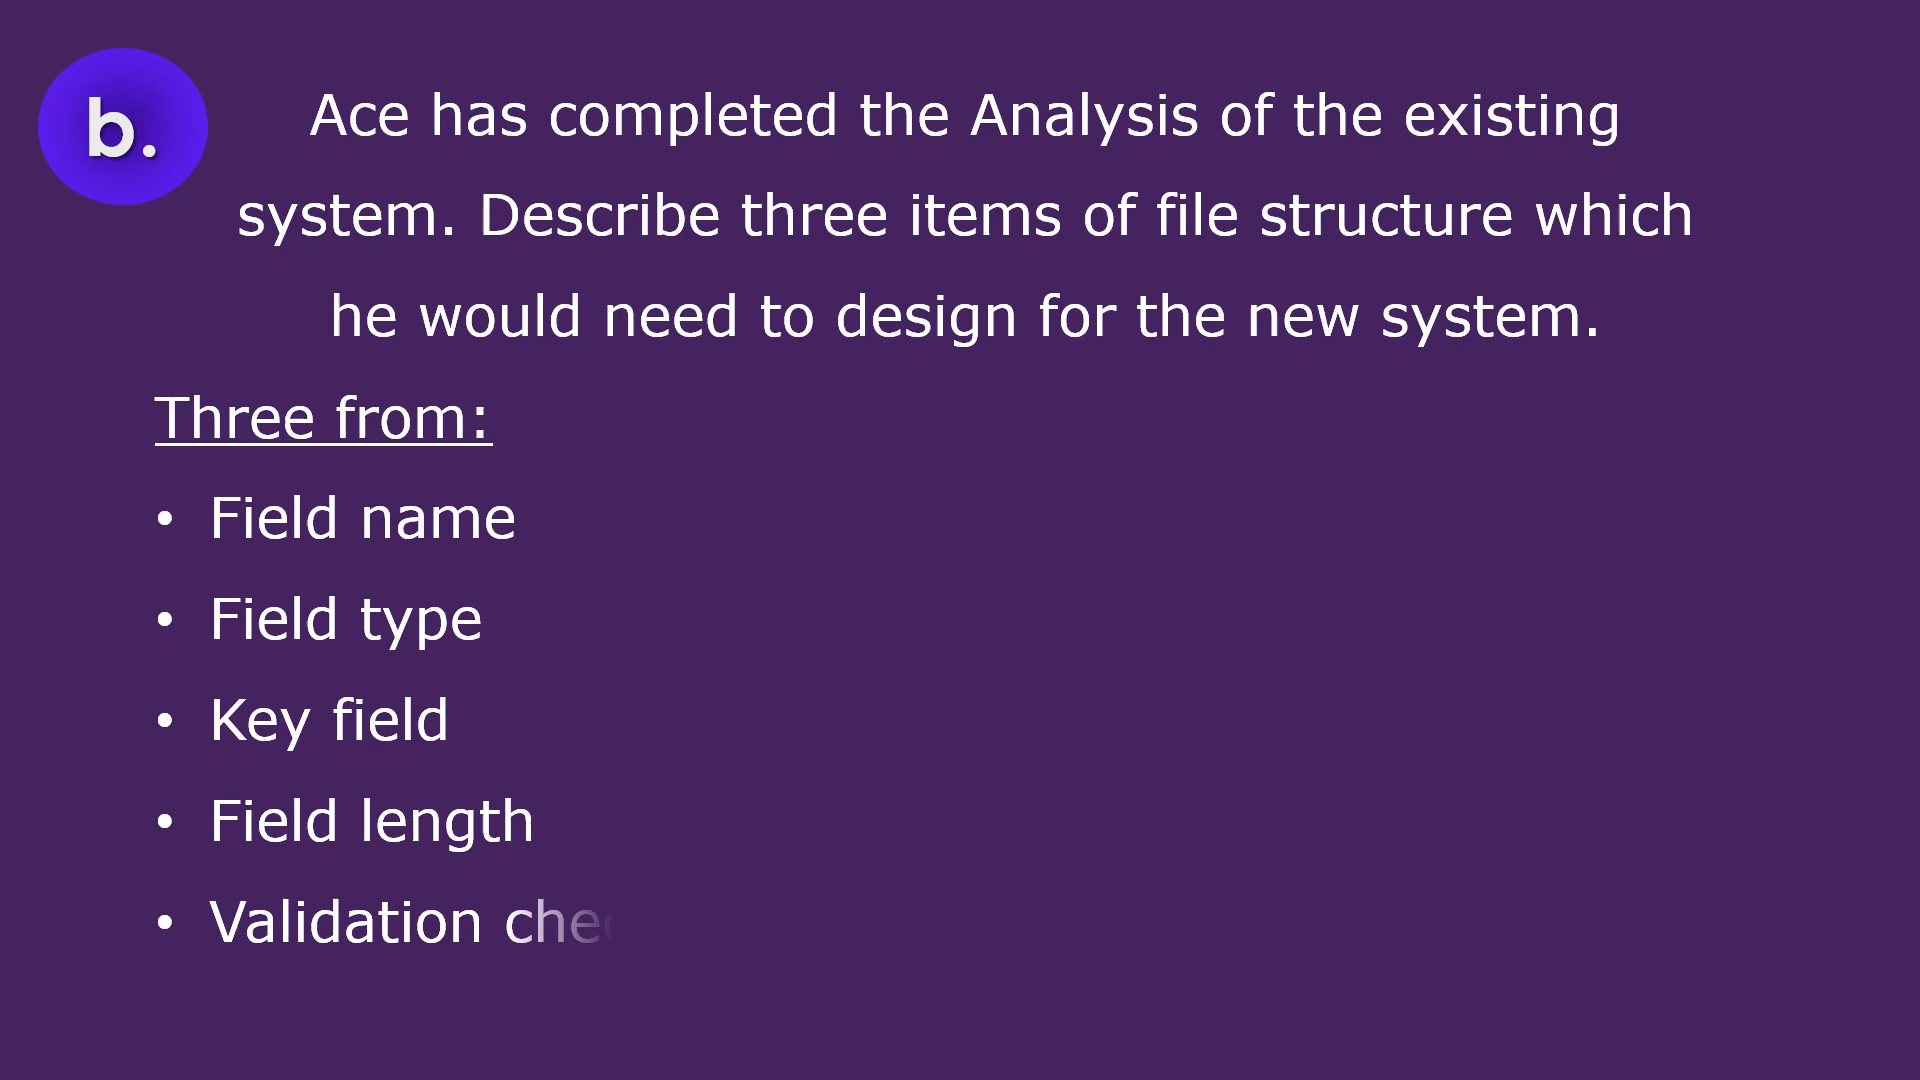 b.
Ace has completed the Analysis of the existing
system. Describe three items of file structure which
he would need to design for the new system.
Three from:
• Field name
• Field type
• Key field
• Field length
• Validation